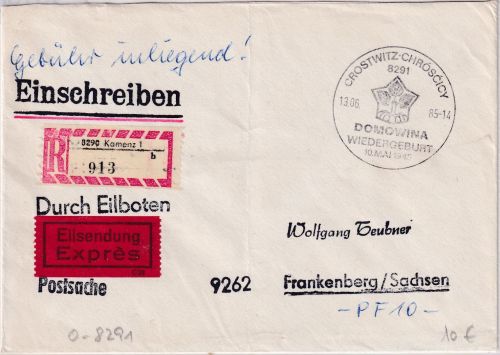 Gebühr inliegend!
Einschreiben
R
8290 Kamenz 1
b
913
Durch Eilboten
Eilsendung
Exprès
Postsache
CROSTWITZ·CHRÓSĆICY
8291
13.06. 85-14
DOMOWINA
WIEDERGEBURT
10. MAI 1945
Wolfgang Teubner
9262 Frankenberg/Sachsen
- PF 10 -
0-8291
10 €